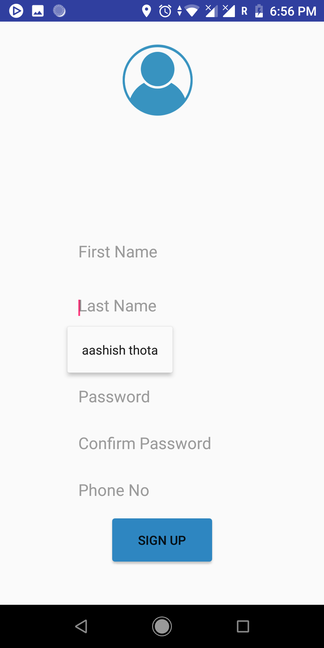 R 6:56 PM
First Name
Last Name
aashish thota
Password
Confirm Password
Phone No
SIGN UP